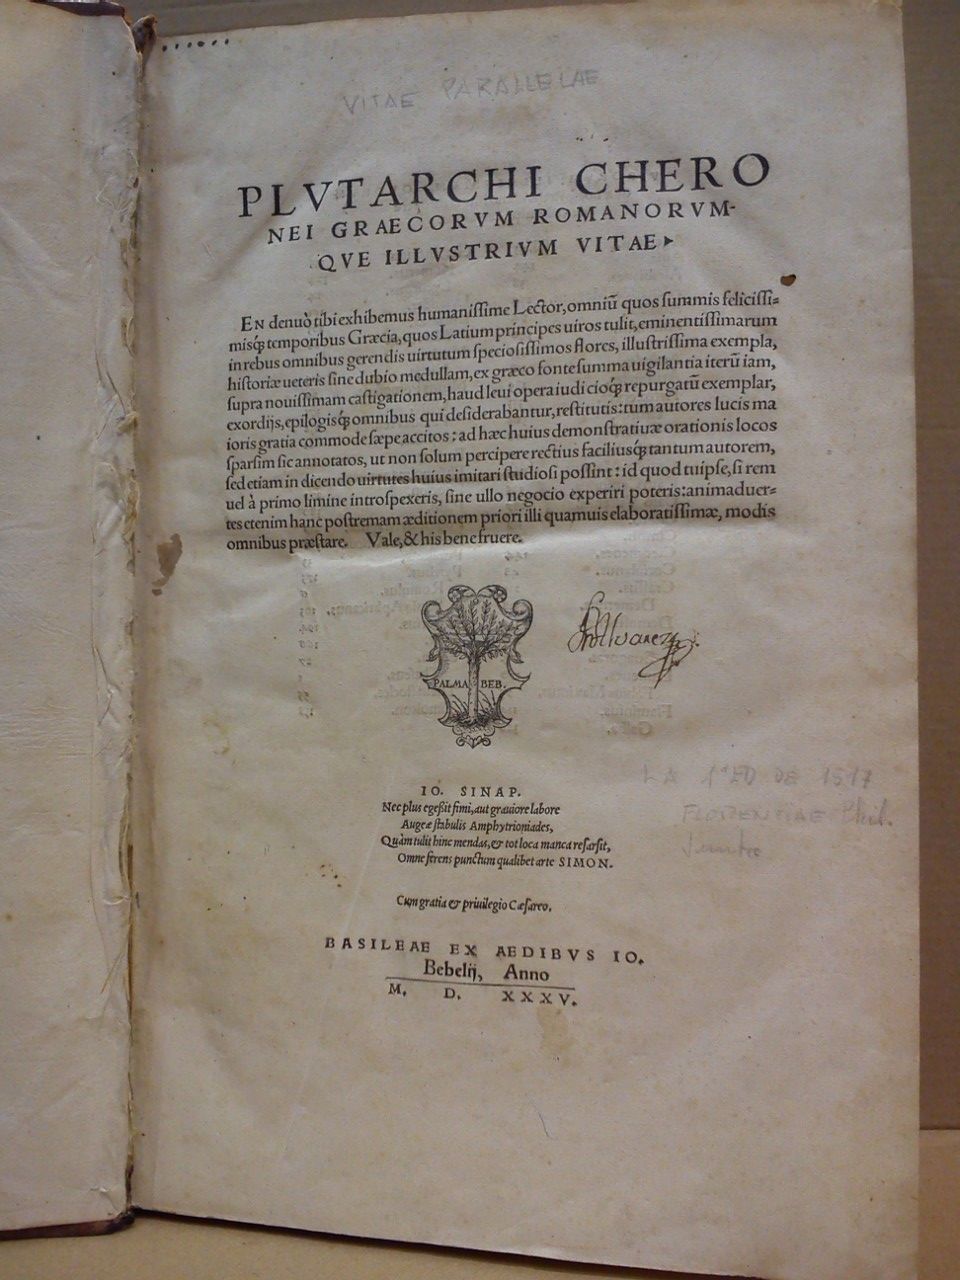 VITAE PARALLELAE
PLVTARCHI CHERO
NEI GRAECORVM ROMANORVM-
QVE ILLVSTRIVM VITAE
EN denuò tibi exhibemus humanissime Lector, omniũ quos summis felicissi=
misq́; temporibus Græcia, quos Latium principes uiros tulit, eminentissimarum
in rebus omnibus gerendis uirtutum speciosissimos flores, illustrissima exempla,
historiæ ueteris sine dubio medullam, ex græco fonte summa uigilantia iterũ iam,
supra nouissimam castigationem, haud leui opera iudicioq́; repurgatũ exemplar,
exordijs, epilogisq́; omnibus qui desiderabantur, restitutis: tum autores lucis ma
ioris gratia commode sæpe accitos: ad hæc huius demonstratiuæ orationis locos
sparsim sic annotatos, ut non solum percipere rectius faciliusq́; tantum autorem,
sed etiam in dicendo uirtutes huius imitari studiosi possint: id quod tuipse, si rem
uel à primo limine introspexeris, sine ullo negocio experiri poteris: animaduer-
tes etenim hanc postremam æditionem priori illi quamuis elaboratissimæ, modis
omnibus præstare. Vale, & his bene fruere.
PALMA BEB.
IO. SINAP.
Nec plus egeßit fimi, aut grauiore labore
Augeæ stabulis Amphytrioniades,
Quàm tulit hinc mendas, & tot loca manca resarsit,
Omne ferens punctum qualibet arte SIMON.
LA 1ª ED DE 1517
FLORENTIAE
Cum gratia & priuilegio Cæsareo.
BASILEAE EX AEDIBVS IO.
Bebelij, Anno
M. D. XXXV.